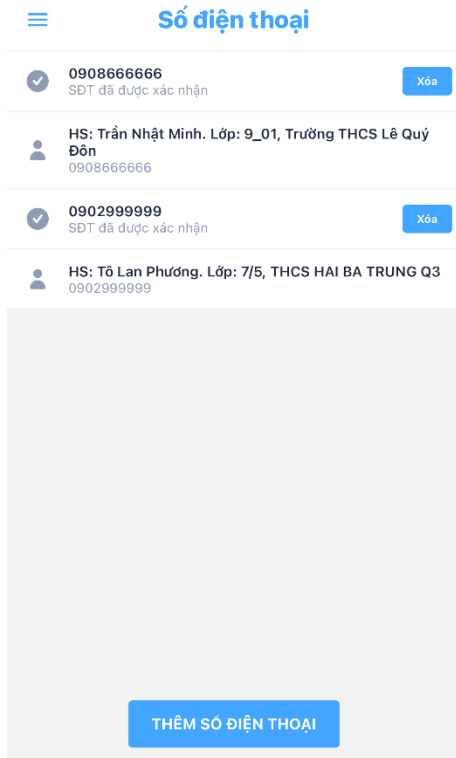 Số điện thoại
0908666666
SĐT đã được xác nhận
Xóa
HS: Trần Nhật Minh. Lớp: 9_01, Trường THCS Lê Quý
Đôn
0908666666
0902999999
SĐT đã được xác nhận
Xóa
HS: Tô Lan Phương. Lớp: 7/5, THCS HAI BA TRUNG Q3
0902999999
THÊM SỐ ĐIỆN THOẠI